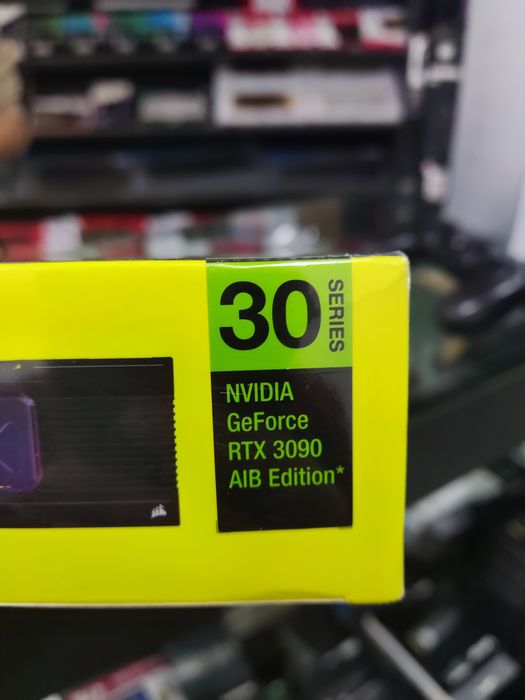 30 SERIES
NVIDIA
GeForce
RTX 3090
AIB Edition*